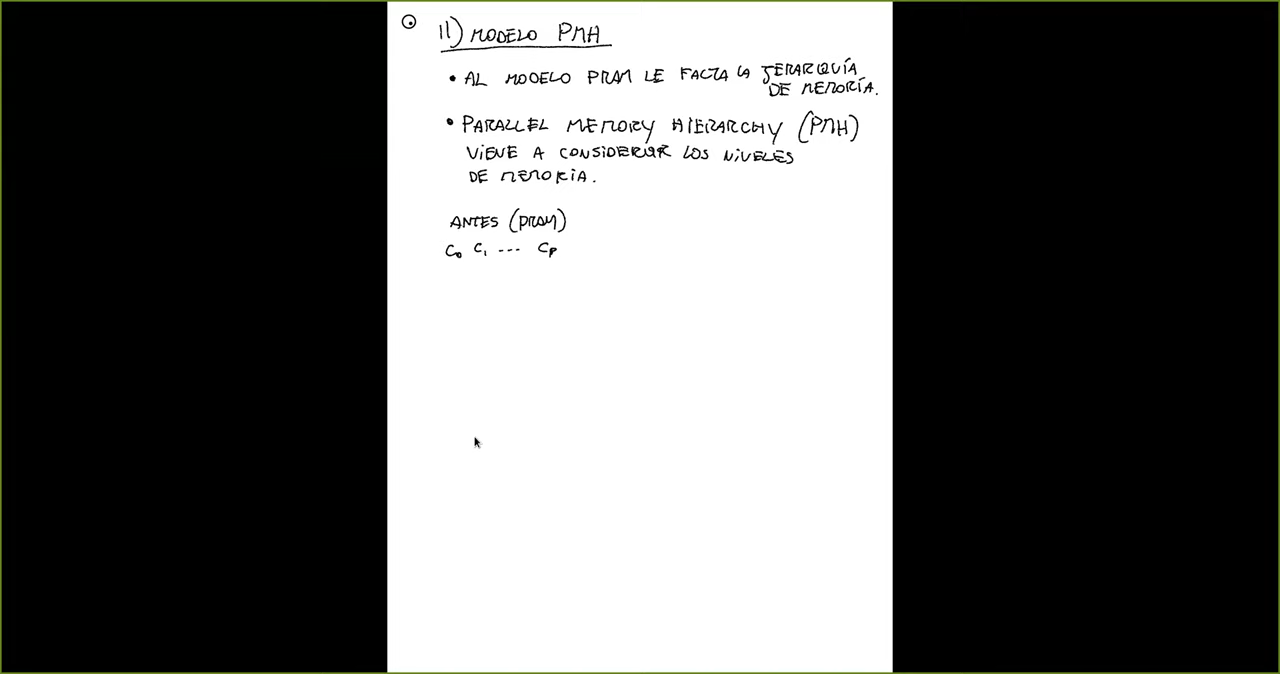 11) MODELO PMH
• AL MODELO PRAM LE FALTA LA JERARQUÍA
DE MEMORÍA.
• PARALLEL MEMORY HIERARCHY (PMH)
VIENE A CONSIDERAR LOS NIVELES
DE MEMORIA.
ANTES (PRAM)
C₀ C₁ --- Cₚ